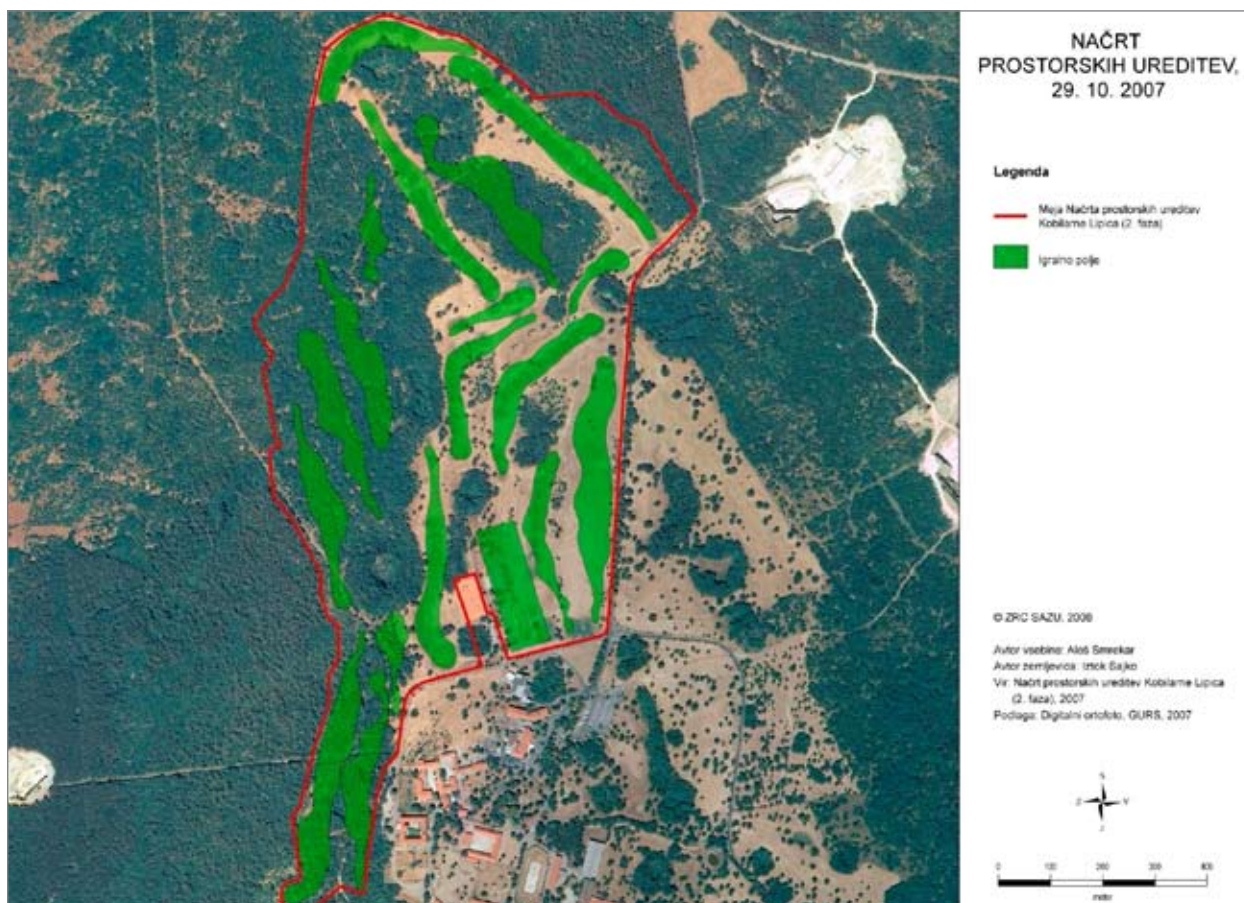 NAČRT
PROSTORSKIH UREDITEV,
29. 10. 2007
Legenda
Meja Načrta prostorskih ureditev
Kobilarne Lipica (2. faza)
Igralno polje
© ZRC SAZU, 2008
Avtor vsebine: Aleš Smrekar
Avtor zemljevida: Iztok Sajko
Vir: Načrt prostorskih ureditev Kobilarne Lipica
(2. faza), 2007
Podlaga: Digitalni ortofoto, GURS, 2007
S
Z V
J
0 100 200 300 400
meter